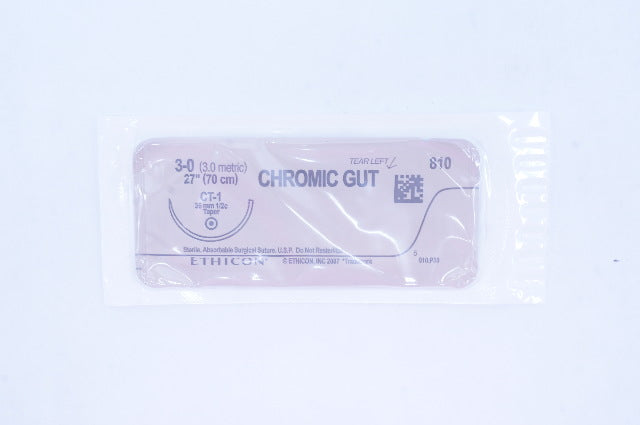 3-0 (3.0 metric)
27" (70 cm)
CT-1
36 mm 1/2c
Taper
TEAR LEFT
CHROMIC GUT
810
Sterile, Absorbable Surgical Suture, U.S.P. Do Not Resterilize
ETHICON* © ETHICON, INC 2007 *Trademark
5